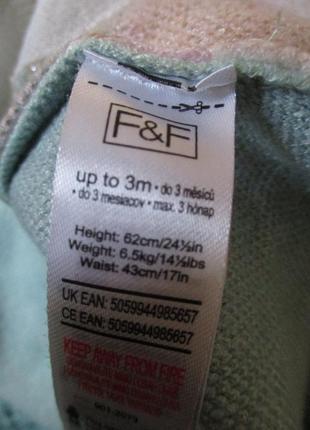 F&F
up to 3m • do 3 měsíců
• do 3 mesiacov • max. 3 hónap
Height: 62cm/24½in
Weight: 6.5kg/14½lbs
Waist: 43cm/17in
UK EAN: 5059944985657
CE EAN: 5059944985657
KEEP AWAY FROM FIRE